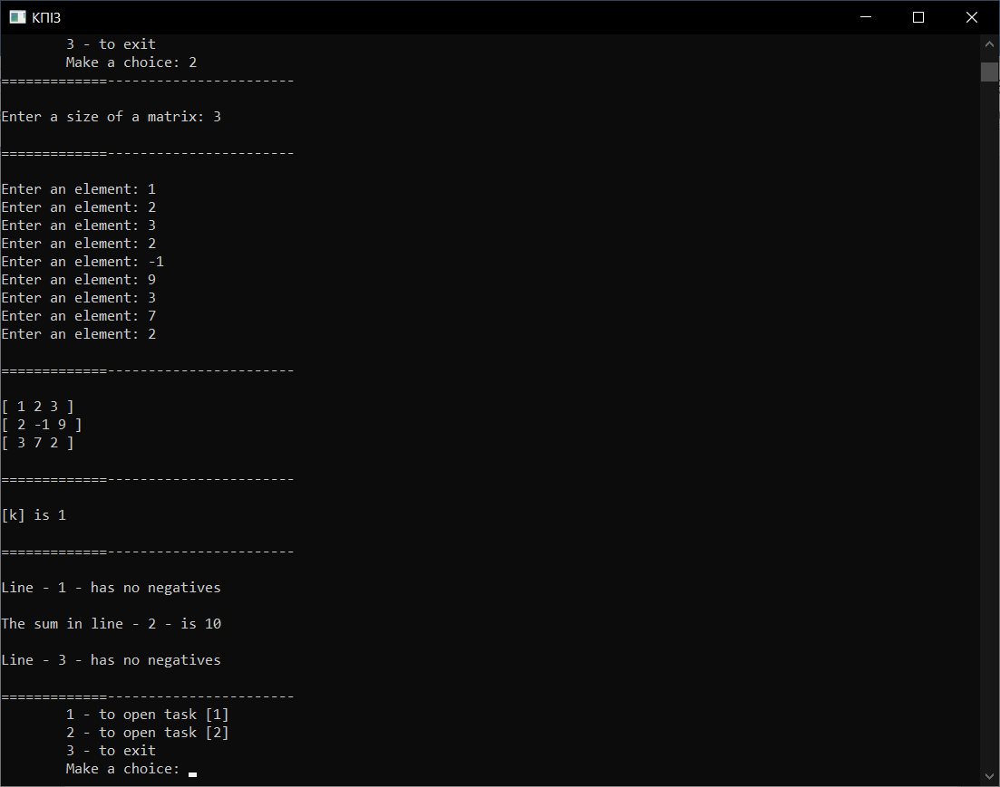 КПІЗ
3 - to exit
Make a choice: 2
=============-----------------------
Enter a size of a matrix: 3
=============-----------------------
Enter an element: 1
Enter an element: 2
Enter an element: 3
Enter an element: 2
Enter an element: -1
Enter an element: 9
Enter an element: 3
Enter an element: 7
Enter an element: 2
=============-----------------------
[ 1 2 3 ]
[ 2 -1 9 ]
[ 3 7 2 ]
=============-----------------------
[k] is 1
=============-----------------------
Line - 1 - has no negatives
The sum in line - 2 - is 10
Line - 3 - has no negatives
=============-----------------------
1 - to open task [1]
2 - to open task [2]
3 - to exit
Make a choice: